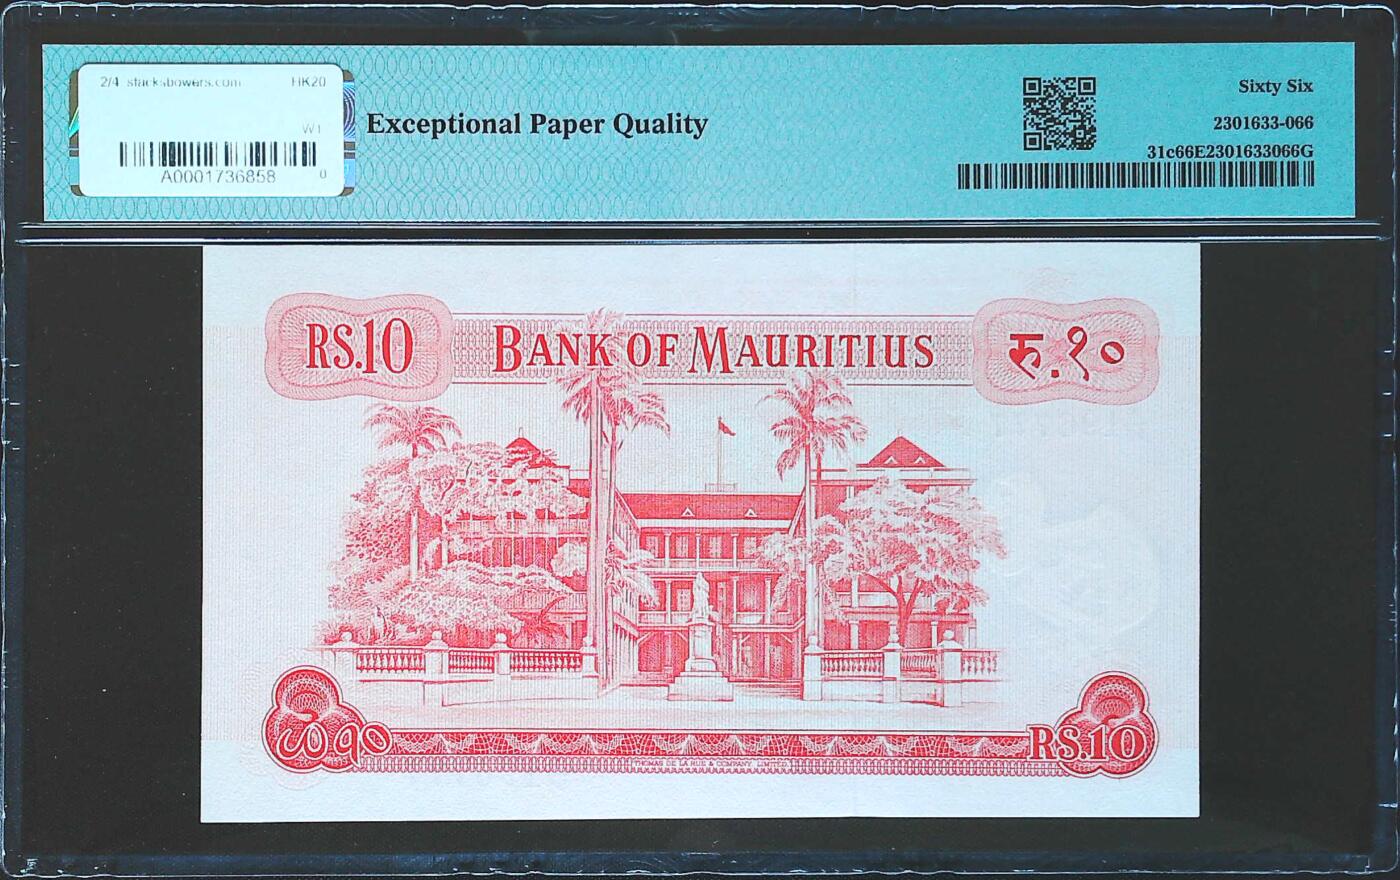 2/4 stacksbowers.com HK20
W1
A0001736858 0
Exceptional Paper Quality
Sixty Six
2301633-066
31c66E2301633066G
RS.10 BANK OF MAURITIUS रु.१०
RS.10
THOMAS DE LA RUE & COMPANY, LIMITED.